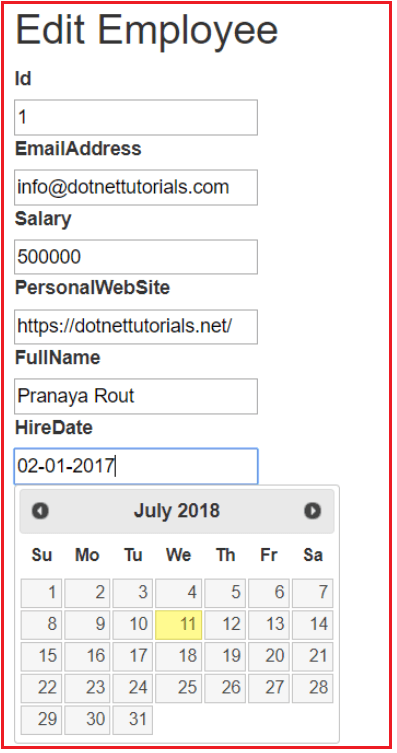 Edit Employee
Id
1
EmailAddress
info@dotnettutorials.com
Salary
500000
PersonalWebSite
https://dotnettutorials.net/
FullName
Pranaya Rout
HireDate
02-01-2017
July 2018
Su Mo Tu We Th Fr Sa
1 2 3 4 5 6 7
8 9 10 11 12 13 14
15 16 17 18 19 20 21
22 23 24 25 26 27 28
29 30 31